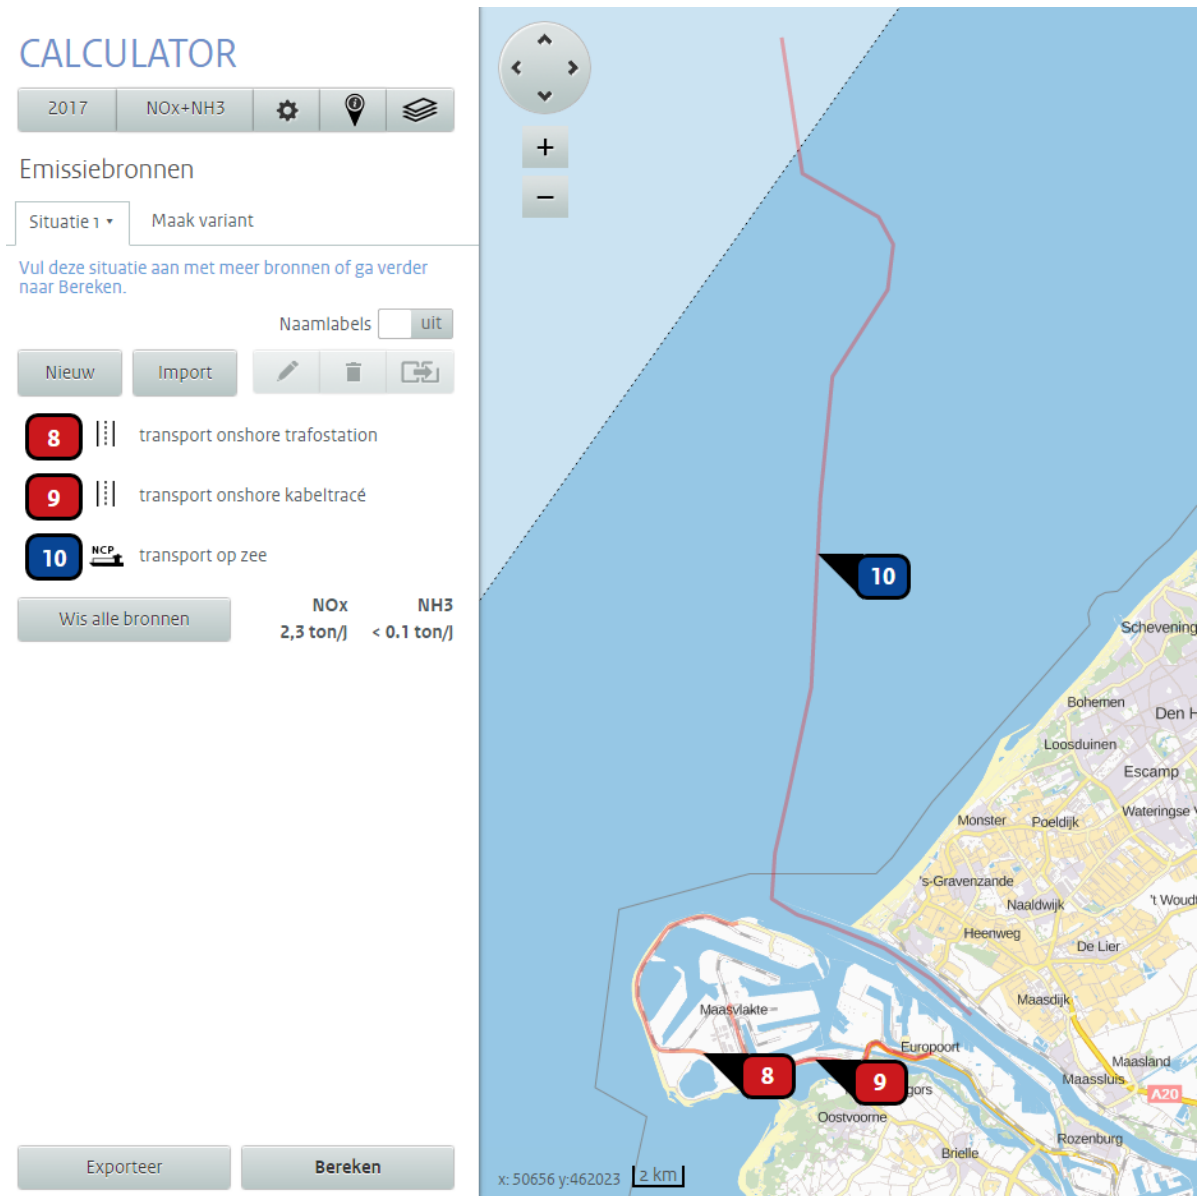 CALCULATOR
2017
NOx+NH3
Emissiebronnen
Situatie 1
Maak variant
Vul deze situatie aan met meer bronnen of ga verder
naar Bereken.
Naamlabels
uit
Nieuw
Import
8
transport onshore trafostation
9
transport onshore kabeltracé
10
NCP
transport op zee
Wis alle bronnen
NOx
NH3
2,3 ton/j
< 0.1 ton/j
Exporteer
Bereken
+
−
10
Schevening
Bohemen
Den H
Loosduinen
Escamp
Wateringse V
Monster
Poeldijk
's-Gravenzande
't Woudt
Naaldwijk
Heenweg
De Lier
Maasdijk
Maasvlakte
Europoort
Maasland
8
9
gors
Maassluis
A20
Oostvoorne
Rozenburg
Brielle
x: 50656 y:462023
2 km